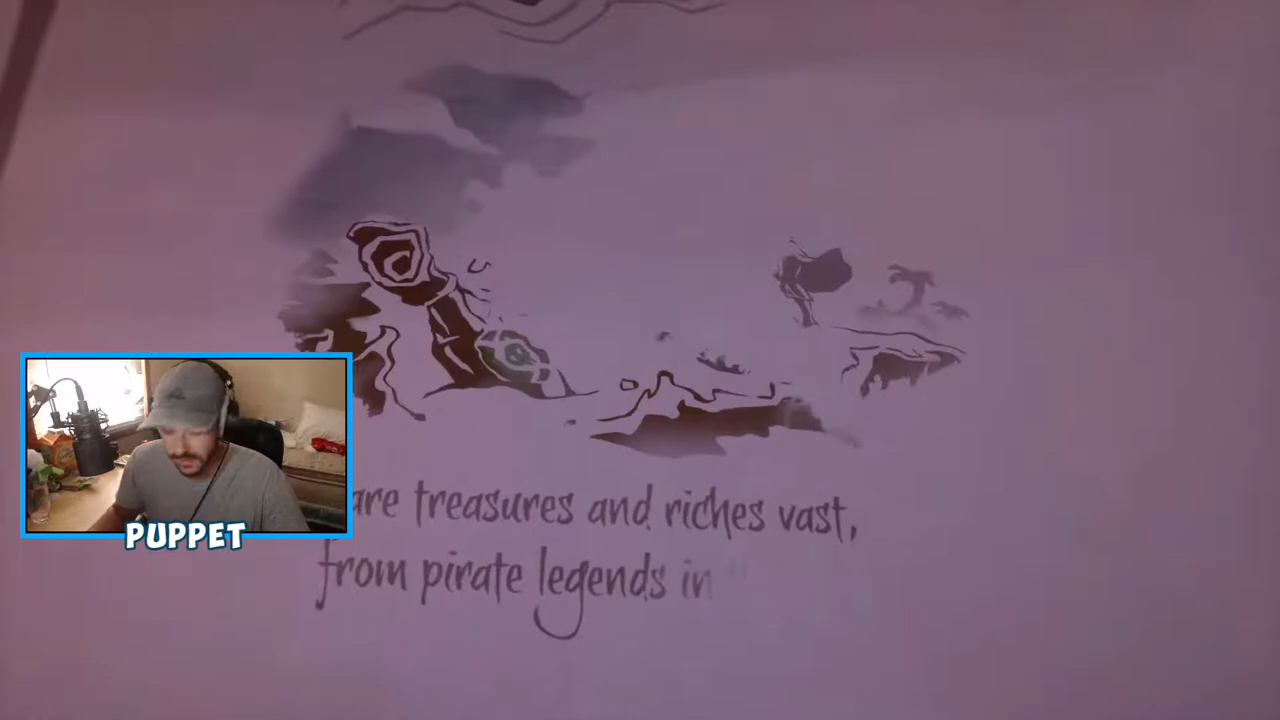 are treasures and riches vast,
from pirate legends in
PUPPET